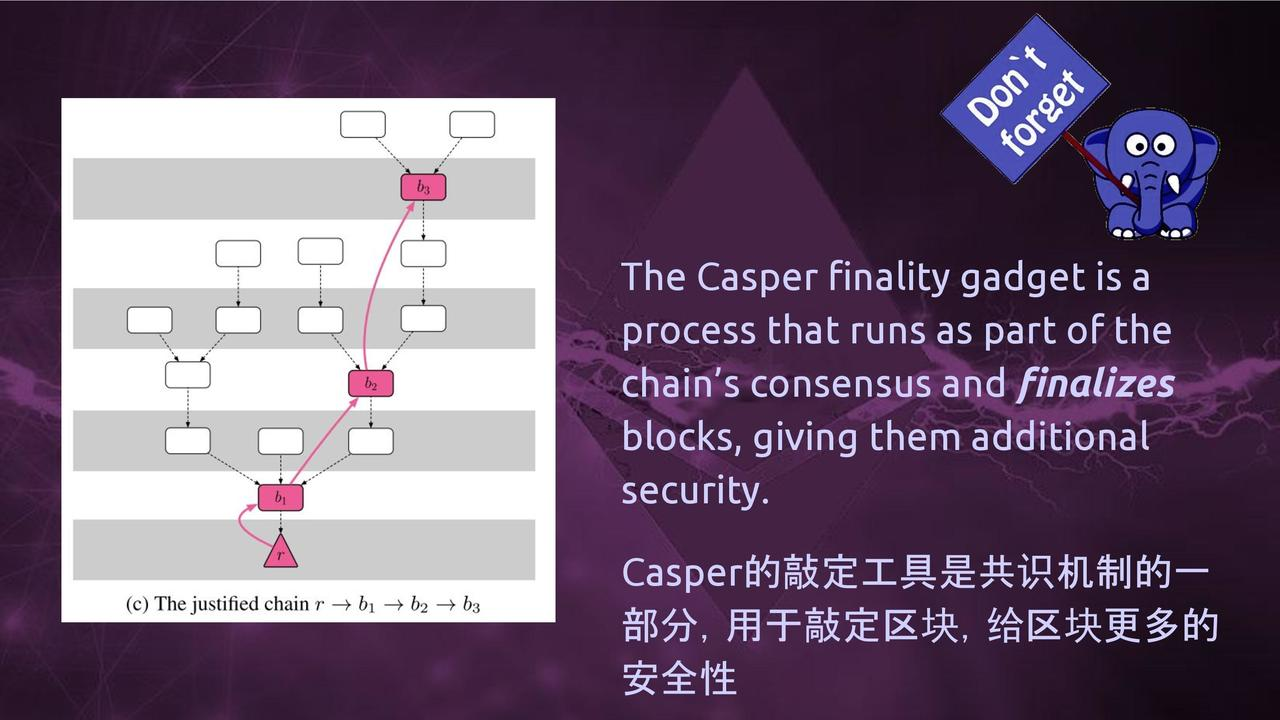 Don`t
forget
b₃
b₂
b₁
r
(c) The justified chain r → b₁ → b₂ → b₃
The Casper finality gadget is a
process that runs as part of the
chain’s consensus and finalizes
blocks, giving them additional
security.
Casper的敲定工具是共识机制的一
部分，用于敲定区块，给区块更多的
安全性